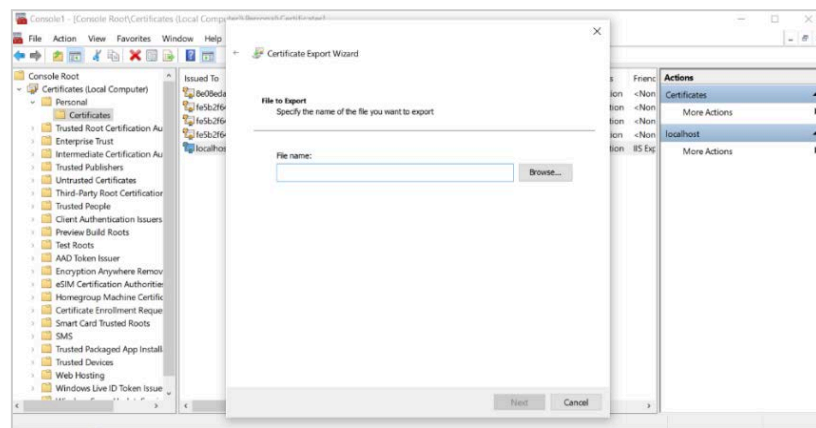 Console1 - [Console Root\Certificates (Local Computer)\Personal\Certificates]
File Action View Favorites Window Help
Console Root
Certificates (Local Computer)
Personal
Certificates
Trusted Root Certification Au
Enterprise Trust
Intermediate Certification Au
Trusted Publishers
Untrusted Certificates
Third-Party Root Certification
Trusted People
Client Authentication Issuers
Preview Build Roots
Test Roots
AAD Token Issuer
Encryption Anywhere Remov
eSIM Certification Authorities
Homegroup Machine Certific
Certificate Enrollment Reque
Smart Card Trusted Roots
SMS
Trusted Packaged App Install
Trusted Devices
Web Hosting
Windows Live ID Token Issue
Issued To
8e08eda
fe5b2f6
fe5b2f6
fe5b2f6
localhos
Certificate Export Wizard
File to Export
Specify the name of the file you want to export
File name:
Browse...
Next Cancel
s Frienc
ion <Non
tion <Non
tion <Non
ion <Non
tion IIS Exp
Actions
Certificates
More Actions
localhost
More Actions